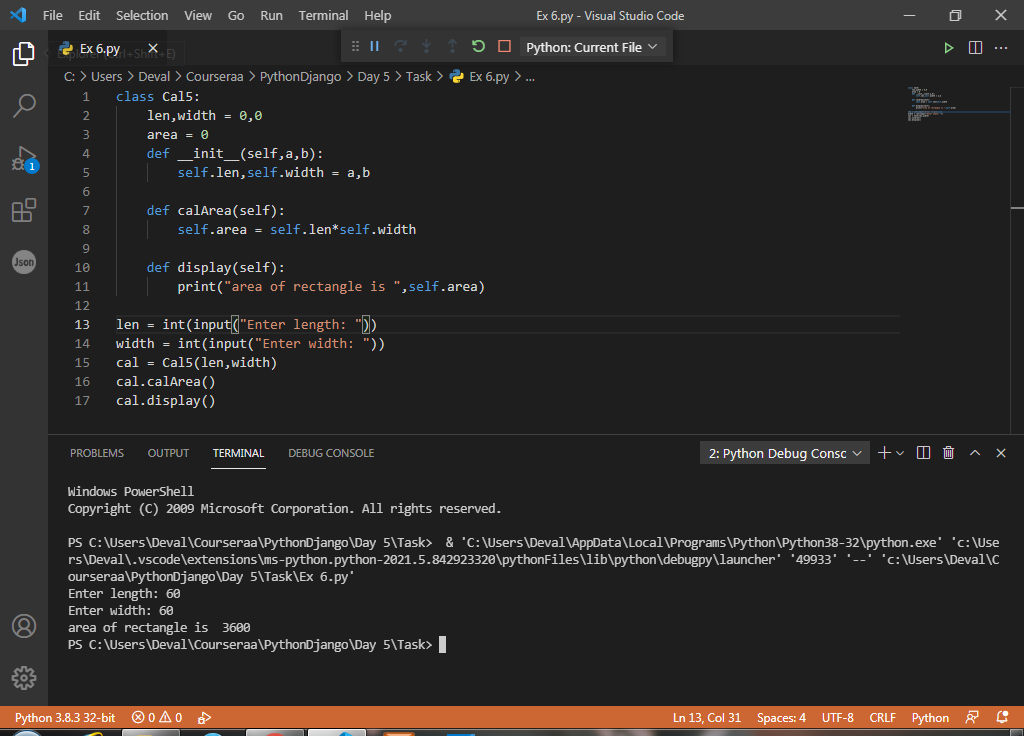 File Edit Selection View Go Run Terminal Help Ex 6.py - Visual Studio Code
Ex 6.py
Python: Current File
C: > Users > Deval > Courseraa > PythonDjango > Day 5 > Task > Ex 6.py > ...
1 class Cal5:
2 len,width = 0,0
3 area = 0
4 def __init__(self,a,b):
5 self.len,self.width = a,b
6
7 def calArea(self):
8 self.area = self.len*self.width
9
10 def display(self):
11 print("area of rectangle is ",self.area)
12
13 len = int(input("Enter length: "))
14 width = int(input("Enter width: "))
15 cal = Cal5(len,width)
16 cal.calArea()
17 cal.display()
1
Json
PROBLEMS OUTPUT TERMINAL DEBUG CONSOLE 2: Python Debug Consc
Windows PowerShell
Copyright (C) 2009 Microsoft Corporation. All rights reserved.
PS C:\Users\Deval\Courseraa\PythonDjango\Day 5\Task>  & 'C:\Users\Deval\AppData\Local\Programs\Python\Python38-32\python.exe' 'c:\Use
rs\Deval\.vscode\extensions\ms-python.python-2021.5.842923320\pythonFiles\lib\python\debugpy\launcher' '49933' '--' 'c:\Users\Deval\C
ourseraa\PythonDjango\Day 5\Task\Ex 6.py'
Enter length: 60
Enter width: 60
area of rectangle is  3600
PS C:\Users\Deval\Courseraa\PythonDjango\Day 5\Task>
Python 3.8.3 32-bit 0 0 Ln 13, Col 31 Spaces: 4 UTF-8 CRLF Python